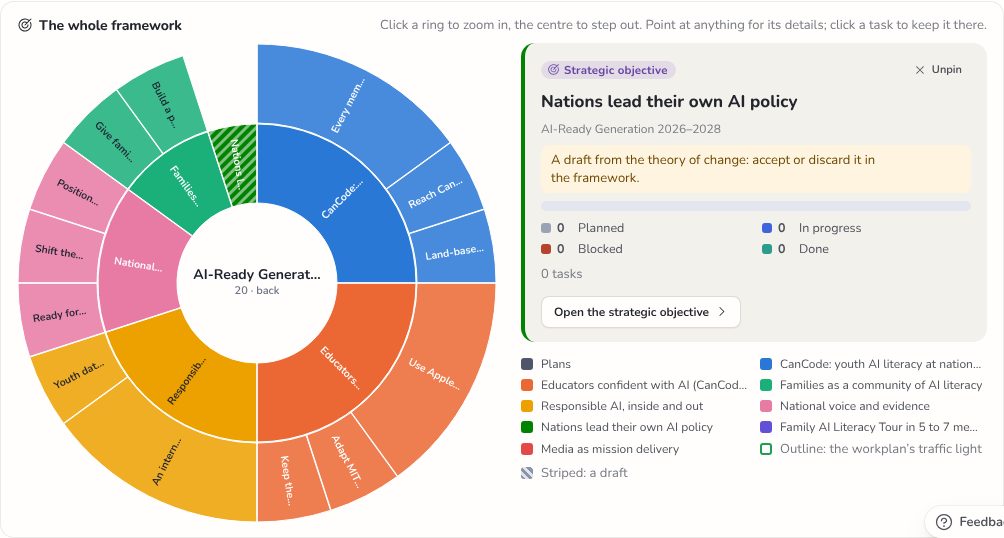 The whole framework
Click a ring to zoom in, the centre to step out. Point at anything for its details; click a task to keep it there.
Every mem...
Reach Can...
Land-base...
CanCode:...
Use Apple...
Adapt MIT...
Keep the...
Educators...
An intern...
Youth dat...
Responsib...
Ready for...
Shift the...
Position...
National...
Give fami...
Build a p...
Families...
Nations l...
AI-Ready Generat...
20 · back
Strategic objective
Unpin
Nations lead their own AI policy
AI-Ready Generation 2026–2028
A draft from the theory of change: accept or discard it in
the framework.
0 Planned
0 In progress
0 Blocked
0 Done
0 tasks
Open the strategic objective
Plans
CanCode: youth AI literacy at nation...
Educators confident with AI (CanCod...
Families as a community of AI literacy
Responsible AI, inside and out
National voice and evidence
Nations lead their own AI policy
Family AI Literacy Tour in 5 to 7 me...
Media as mission delivery
Outline: the workplan's traffic light
Striped: a draft